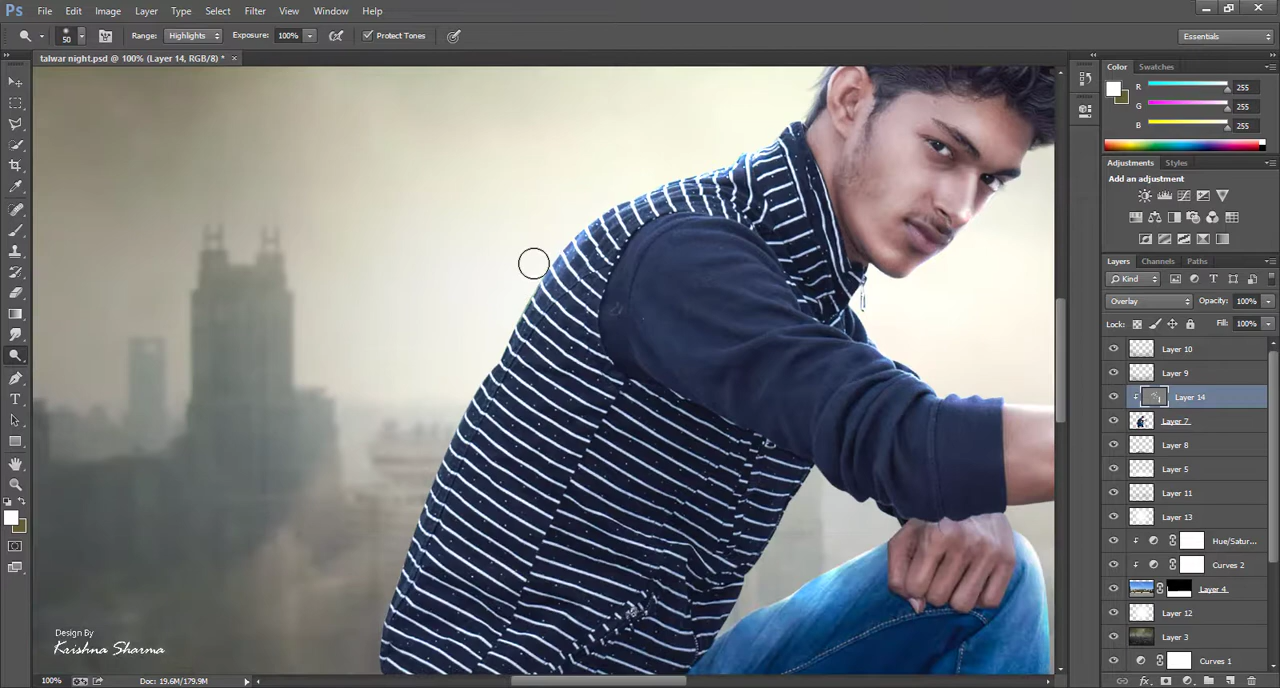 Ps File Edit Image Layer Type Select Filter View Window Help
50 Range: Highlights Exposure: 100% Protect Tones Essentials
talwar night.psd @ 100% (Layer 14, RGB/8) * ×
Color Swatches
R 255
G 255
B 255
Adjustments Styles
Add an adjustment
Layers Channels Paths
Kind
Overlay Opacity: 100%
Lock: Fill: 100%
Layer 10
Layer 9
Layer 14
Layer 7
Layer 8
Layer 5
Layer 11
Layer 13
Hue/Satur...
Curves 2
Layer 4
Layer 12
Layer 3
Curves 1
Design By
Krishna Sharma
100% Doc: 19.6M/179.9M